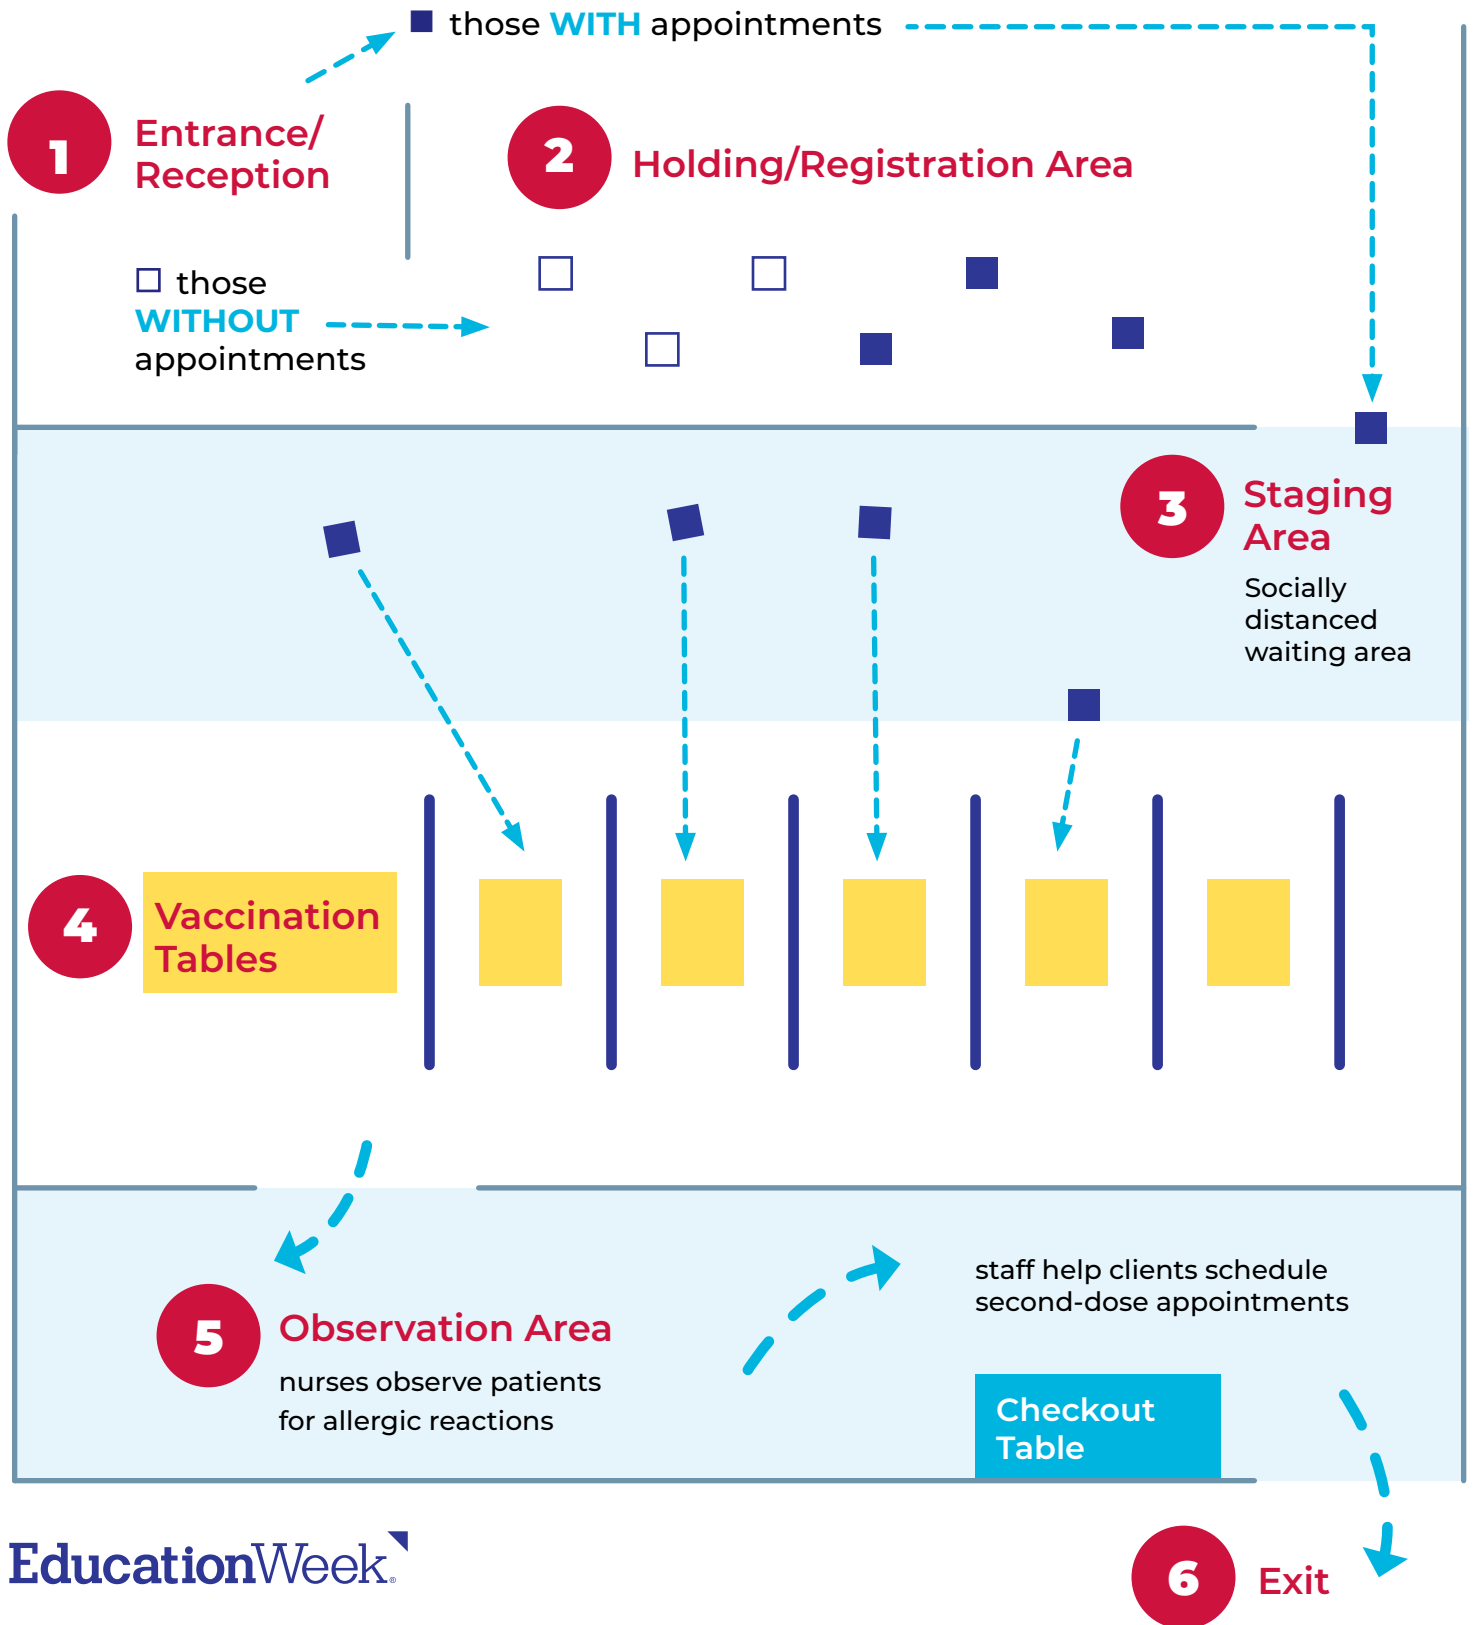 those WITH appointments
1
Entrance/
Reception
2
Holding/Registration Area
those
WITHOUT
appointments
3
Staging
Area
Socially
distanced
waiting area
4
Vaccination
Tables
5
Observation Area
nurses observe patients
for allergic reactions
staff help clients schedule
second-dose appointments
Checkout
Table
EducationWeek®
6
Exit